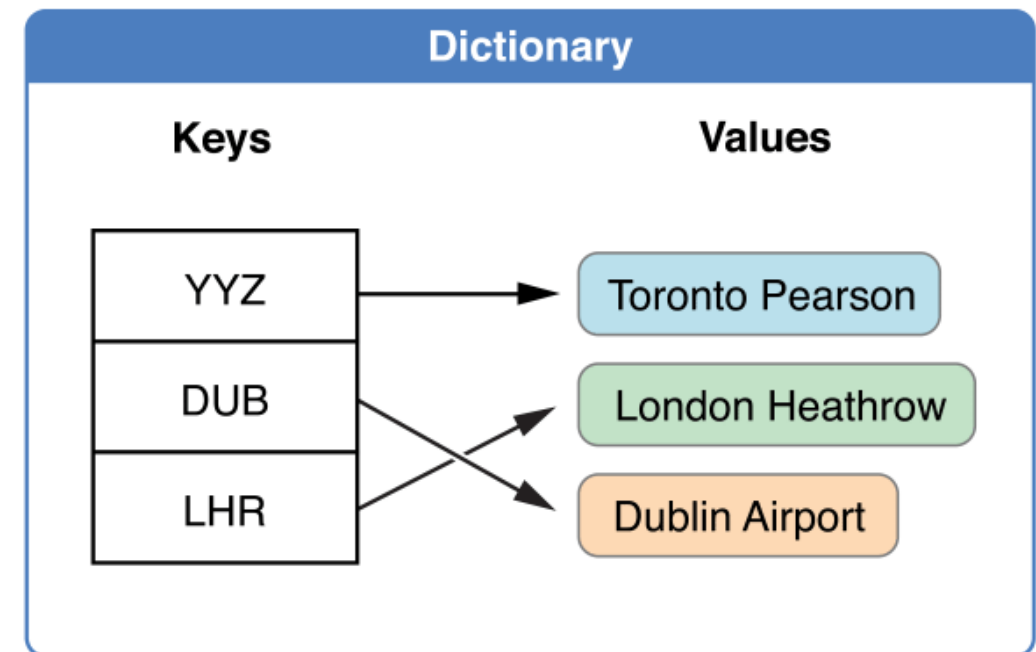 Dictionary
Keys
Values
YYZ
Toronto Pearson
DUB
London Heathrow
LHR
Dublin Airport